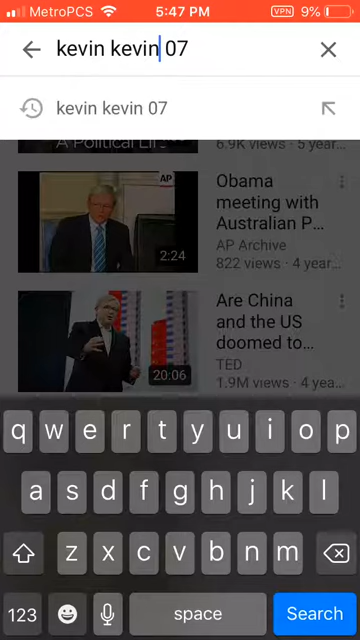 MetroPCS 5:47 PM VPN 9%
kevin kevin 07
kevin kevin 07
A Political Life
6.9K views · 5 year...
Obama
meeting with
Australian P...
AP Archive
822 views · 4 year...
AP
2:24
Are China
and the US
doomed to...
TED
1.9M views · 4 yea...
20:06
q w e r t y u i o p
a s d f g h j k l
z x c v b n m
123 space Search